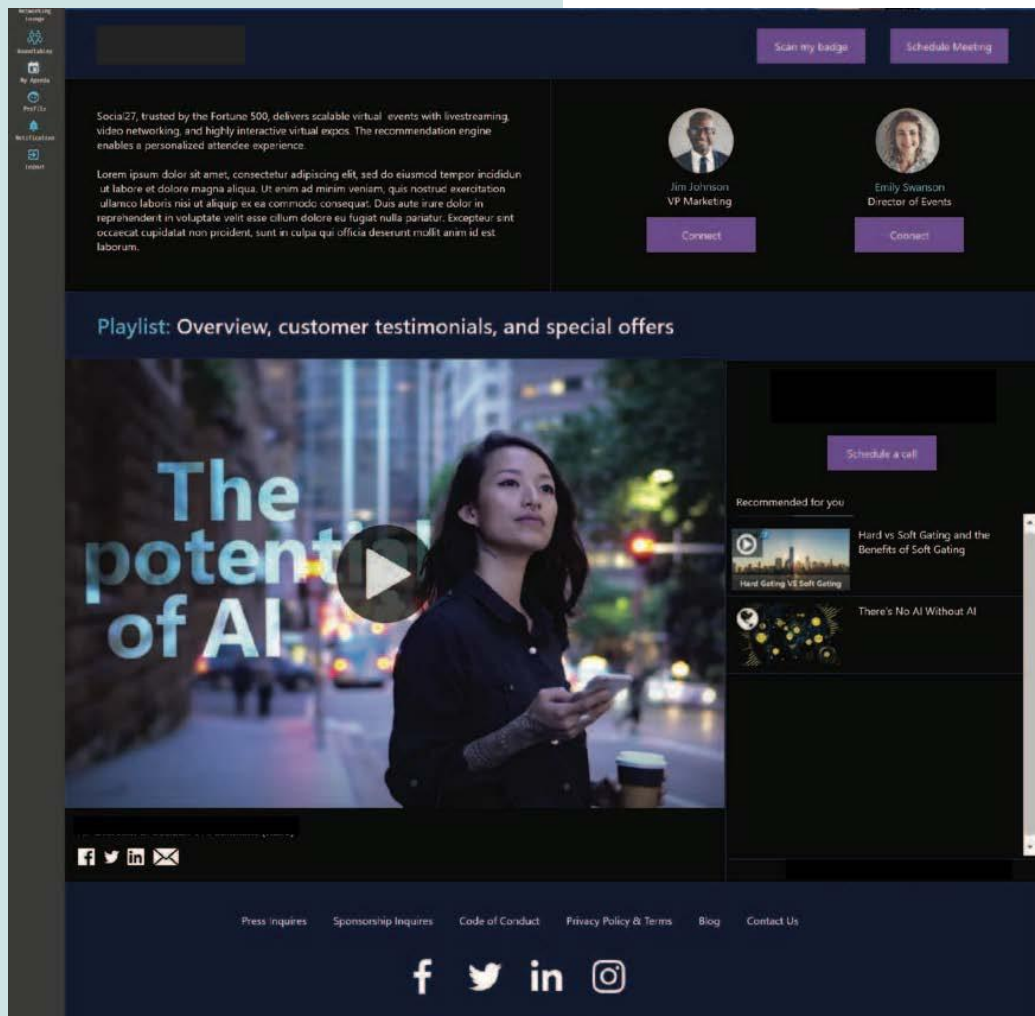 Networking
Lounge
Roundtables
My Agenda
Profile
Notification
Logout
Scan my badge
Schedule Meeting
Social27, trusted by the Fortune 500, delivers scalable virtual events with livestreaming,
video networking, and highly interactive virtual expos. The recommendation engine
enables a personalized attendee experience.
Lorem ipsum dolor sit amet, consectetur adipiscing elit, sed do eiusmod tempor incididun
ut labore et dolore magna aliqua. Ut enim ad minim veniam, quis nostrud exercitation
ullamco laboris nisi ut aliquip ex ea commodo consequat. Duis aute irure dolor in
reprehenderit in voluptate velit esse cillum dolore eu fugiat nulla pariatur. Excepteur sint
occaecat cupidatat non proident, sunt in culpa qui officia deserunt mollit anim id est
laborum.
Jim Johnson
VP Marketing
Connect
Emily Swanson
Director of Events
Connect
Playlist: Overview, customer testimonials, and special offers
The
potential
of AI
Schedule a call
Recommended for you
Hard Gating VS Soft Gating
Hard vs Soft Gating and the
Benefits of Soft Gating
There's No AI Without AI
Press Inquires
Sponsorship Inquires
Code of Conduct
Privacy Policy & Terms
Blog
Contact Us